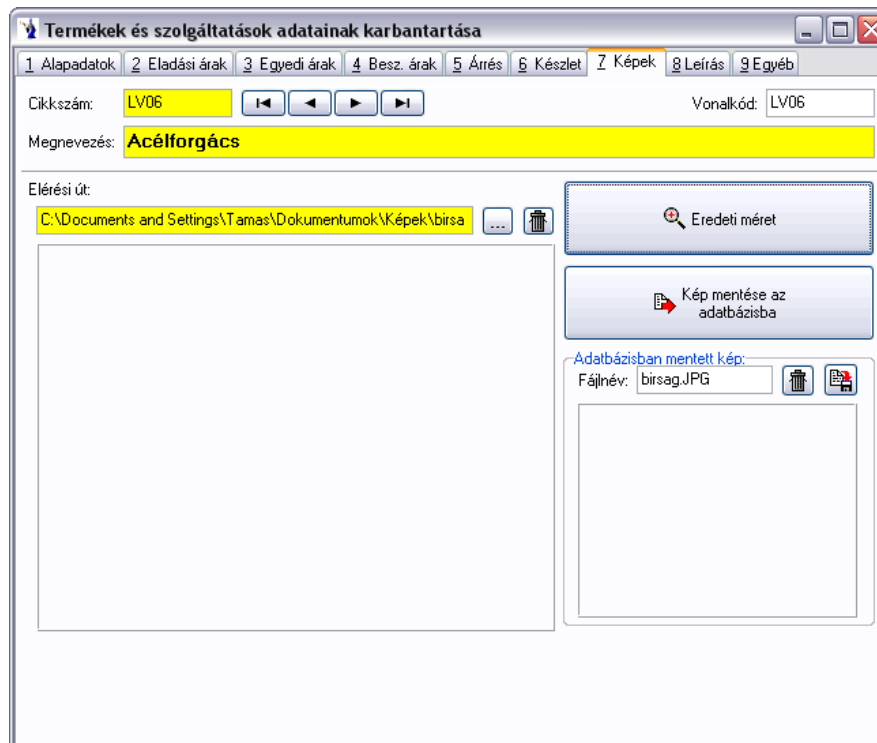 Termékek és szolgáltatások adatainak karbantartása
1 Alapadatok 2 Eladási árak 3 Egyedi árak 4 Besz. árak 5 Árrés 6 Készlet 7 Képek 8 Leírás 9 Egyéb
Cikkszám: LV06 Vonalkód: LV06
Megnevezés: Acélforgács
Elérési út:
C:\Documents and Settings\Tamas\Dokumentumok\Képek\birsa ...
Eredeti méret
Kép mentése az
adatbázisba
Adatbázisban mentett kép:
Fájlnév: birsag.JPG